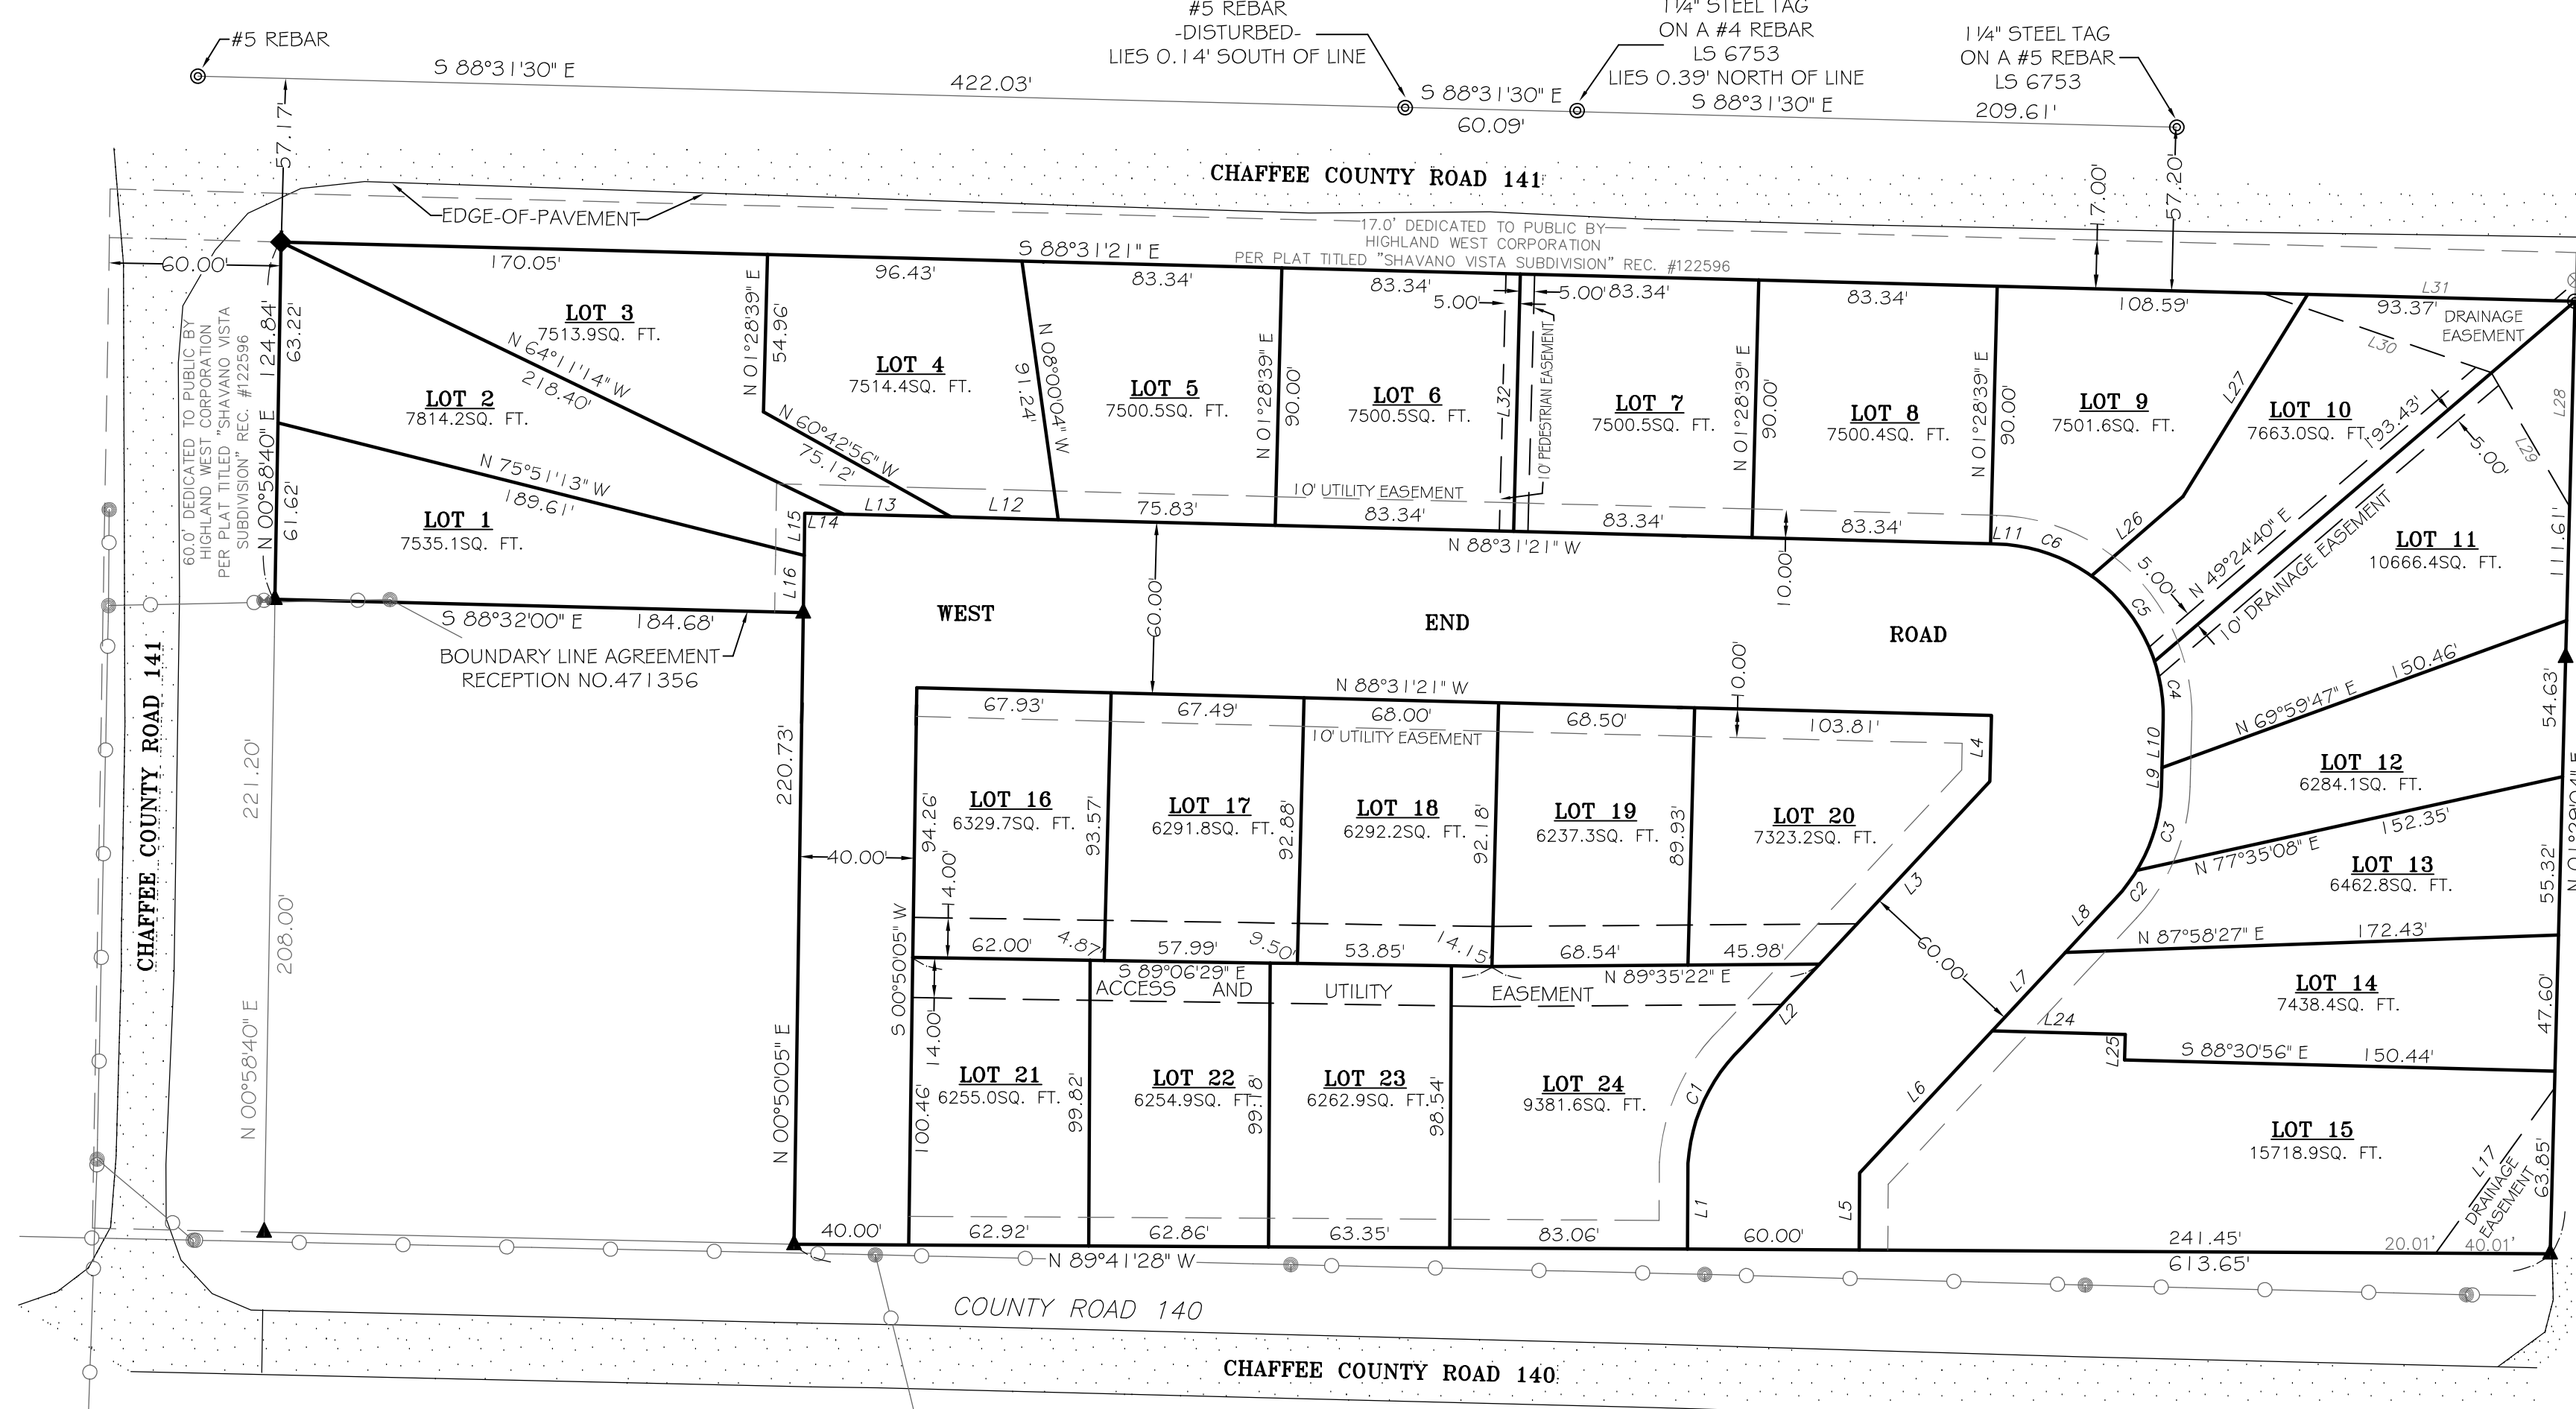 #5 REBAR
-DISTURBED-
LIES 0.14' SOUTH OF LINE
1¼" STEEL TAG
ON A #4 REBAR
LS 6753
LIES 0.39' NORTH OF LINE
1¼" STEEL TAG
ON A #5 REBAR
LS 6753
#5 REBAR
S 88°31'30" E
422.03'
S 88°31'30" E
60.09'
S 88°31'30" E
209.61'
57.17'
CHAFFEE COUNTY ROAD 141
17.00'
57.20'
EDGE-OF-PAVEMENT
17.0' DEDICATED TO PUBLIC BY
HIGHLAND WEST CORPORATION
PER PLAT TITLED "SHAVANO VISTA SUBDIVISION" REC. #122596
S 88°31'21" E
60.00'
170.05'
96.43'
83.34'
83.34'
5.00'
5.00'
83.34'
83.34'
108.59'
L31
93.37'
DRAINAGE
EASEMENT
L30
L28
L29
60.0' DEDICATED TO PUBLIC BY
HIGHLAND WEST CORPORATION
PER PLAT TITLED "SHAVANO VISTA
SUBDIVISION" REC. #122596
N 00°58'40" E 124.84'
63.22'
61.62'
LOT 3
7513.9SQ. FT.
N 64°11'14" W
218.40'
N 01°28'39" E
54.96'
LOT 4
7514.4SQ. FT.
N 60°42'56" W
75.12'
N 08°00'04" W
91.24'
LOT 5
7500.5SQ. FT.
N 01°28'39" E
90.00'
LOT 6
7500.5SQ. FT.
L32
10' PEDESTRIAN EASEMENT
LOT 7
7500.5SQ. FT.
N 01°28'39" E
90.00'
LOT 8
7500.4SQ. FT.
N 01°28'39" E
90.00'
LOT 9
7501.6SQ. FT.
L27
L26
LOT 10
7663.0SQ. FT.
193.43'
5.00'
N 49°24'40" E
5.00'
10' DRAINAGE EASEMENT
LOT 11
10666.4SQ. FT.
111.61'
LOT 2
7814.2SQ. FT.
N 75°51'13" W
189.61'
LOT 1
7535.1SQ. FT.
L15
L14
L13
L12
L16
10' UTILITY EASEMENT
75.83'
83.34'
83.34'
83.34'
N 88°31'21" W
L11
C6
C5
C4
10.00'
60.00'
S 88°32'00" E
184.68'
WEST END ROAD
BOUNDARY LINE AGREEMENT
RECEPTION NO.471356
CHAFFEE COUNTY ROAD 141
221.20'
208.00'
N 00°58'40" E
220.73'
N 00°50'05" E
40.00'
N 88°31'21" W
10.00'
67.93'
67.49'
68.00'
68.50'
103.81'
10' UTILITY EASEMENT
L4
L10
L9
N 69°59'47" E
150.46'
54.63'
LOT 12
6284.1SQ. FT.
C3
N 77°35'08" E
152.35'
LOT 13
6462.8SQ. FT.
55.32'
C2
L8
N 87°58'27" E
172.43'
LOT 16
6329.7SQ. FT.
94.26'
93.57'
LOT 17
6291.8SQ. FT.
92.88'
LOT 18
6292.2SQ. FT.
92.18'
LOT 19
6237.3SQ. FT.
89.93'
LOT 20
7323.2SQ. FT.
L3
60.00'
L7
LOT 14
7438.4SQ. FT.
47.60'
14.00'
S 00°50'05" W
62.00'
4.87'
57.99'
9.50'
53.85'
14.15'
68.54'
45.98'
S 89°06'29" E
N 89°35'22" E
ACCESS AND UTILITY EASEMENT
14.00'
L2
L24
L25
S 88°30'56" E
150.44'
LOT 21
6255.0SQ. FT.
100.46'
99.82'
LOT 22
6254.9SQ. FT.
99.18'
LOT 23
6262.9SQ. FT.
98.54'
LOT 24
9381.6SQ. FT.
C1
L6
LOT 15
15718.9SQ. FT.
L17
DRAINAGE
EASEMENT
63.85'
L1
L5
40.00'
62.92'
62.86'
63.35'
83.06'
60.00'
241.45'
20.01'
40.01'
N 89°41'28" W
613.65'
COUNTY ROAD 140
CHAFFEE COUNTY ROAD 140